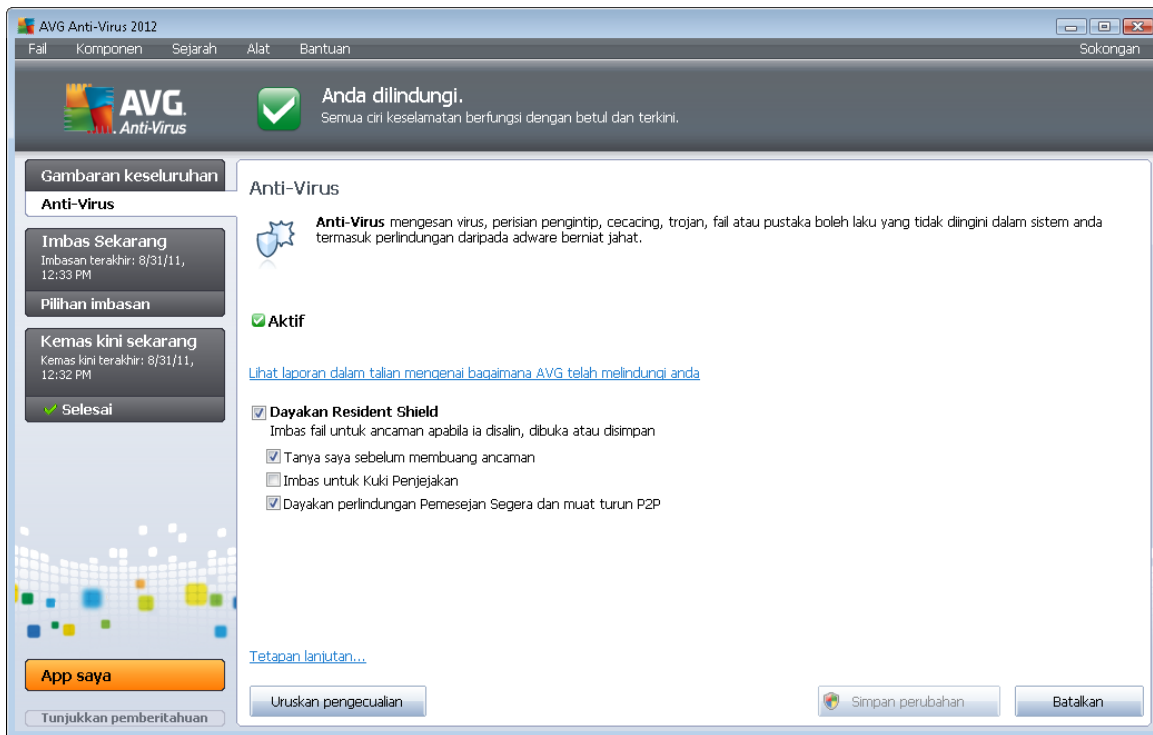 AVG Anti-Virus 2012
Fail Komponen Sejarah Alat Bantuan Sokongan
AVG.
Anti-Virus
Anda dilindungi.
Semua ciri keselamatan berfungsi dengan betul dan terkini.
Gambaran keseluruhan
Anti-Virus
Imbas Sekarang
Imbasan terakhir: 8/31/11,
12:33 PM
Pilihan imbasan
Kemas kini sekarang
Kemas kini terakhir: 8/31/11,
12:32 PM
Selesai
App saya
Tunjukkan pemberitahuan
Anti-Virus
Anti-Virus mengesan virus, perisian pengintip, cecacing, trojan, fail atau pustaka boleh laku yang tidak diingini dalam sistem anda
termasuk perlindungan daripada adware berniat jahat.
Aktif
Lihat laporan dalam talian mengenai bagaimana AVG telah melindungi anda
Dayakan Resident Shield
Imbas fail untuk ancaman apabila ia disalin, dibuka atau disimpan
Tanya saya sebelum membuang ancaman
Imbas untuk Kuki Penjejakan
Dayakan perlindungan Pemesejan Segera dan muat turun P2P
Tetapan lanjutan...
Uruskan pengecualian
Simpan perubahan
Batalkan